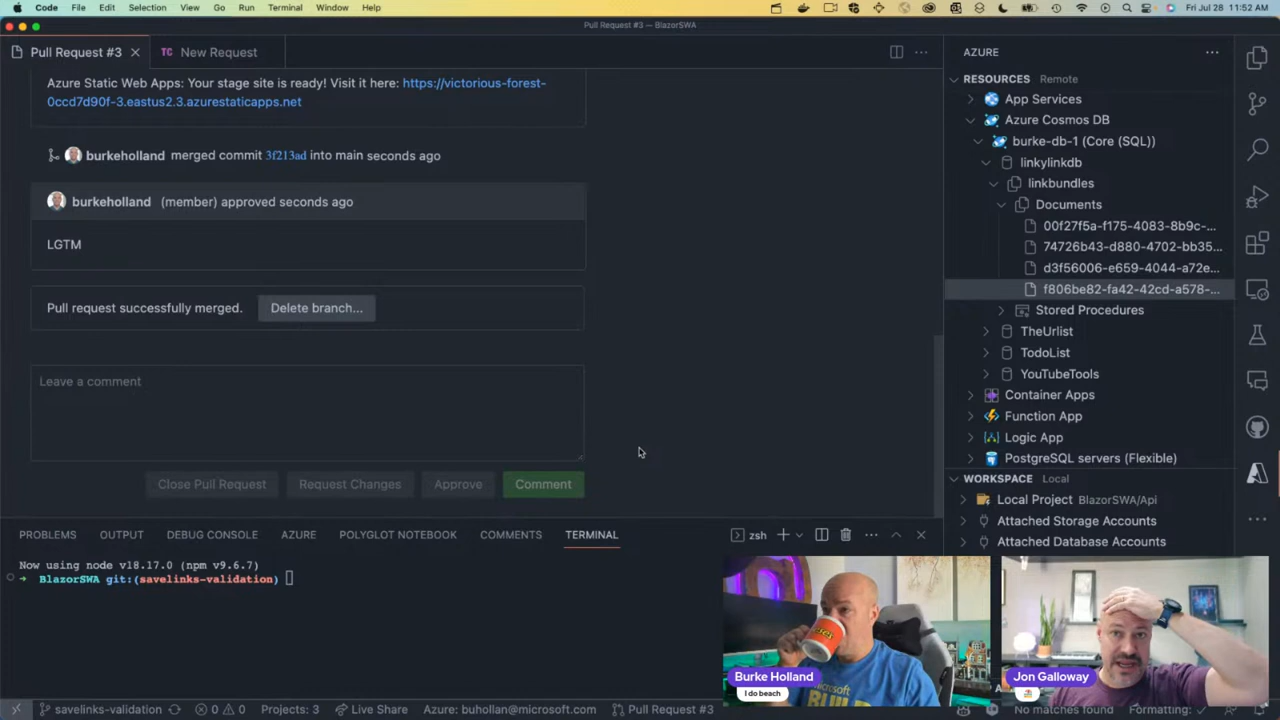 Code File Edit Selection View Go Run Terminal Window Help
Fri Jul 28 11:52 AM
Pull Request #3 — BlazorSWA
Pull Request #3
TC New Request
Azure Static Web Apps: Your stage site is ready! Visit it here: https://victorious-forest-
0ccd7d90f-3.eastus2.3.azurestaticapps.net
burkeholland merged commit 3f213ad into main seconds ago
burkeholland (member) approved seconds ago
LGTM
Pull request successfully merged. Delete branch...
Leave a comment
Close Pull Request Request Changes Approve Comment
AZURE
RESOURCES Remote
App Services
Azure Cosmos DB
burke-db-1 (Core (SQL))
linkylinkdb
linkbundles
Documents
00f27f5a-f175-4083-8b9c-...
74726b43-d880-4702-bb35...
d3f56006-e659-4044-a72e...
f806be82-fa42-42cd-a578-...
Stored Procedures
TheUrlist
TodoList
YouTubeTools
Container Apps
Function App
Logic App
PostgreSQL servers (Flexible)
WORKSPACE Local
Local Project BlazorSWA/Api
Attached Storage Accounts
Attached Database Accounts
PROBLEMS OUTPUT DEBUG CONSOLE AZURE POLYGLOT NOTEBOOK COMMENTS TERMINAL
zsh
Now using node v18.17.0 (npm v9.6.7)
➜ BlazorSWA git:(savelinks-validation)
Burke Holland
I do beach
Jon Galloway
savelinks-validation 0 0 Projects: 3 Live Share Azure: buhollan@microsoft.com Pull Request #3
No matches found Formatting: